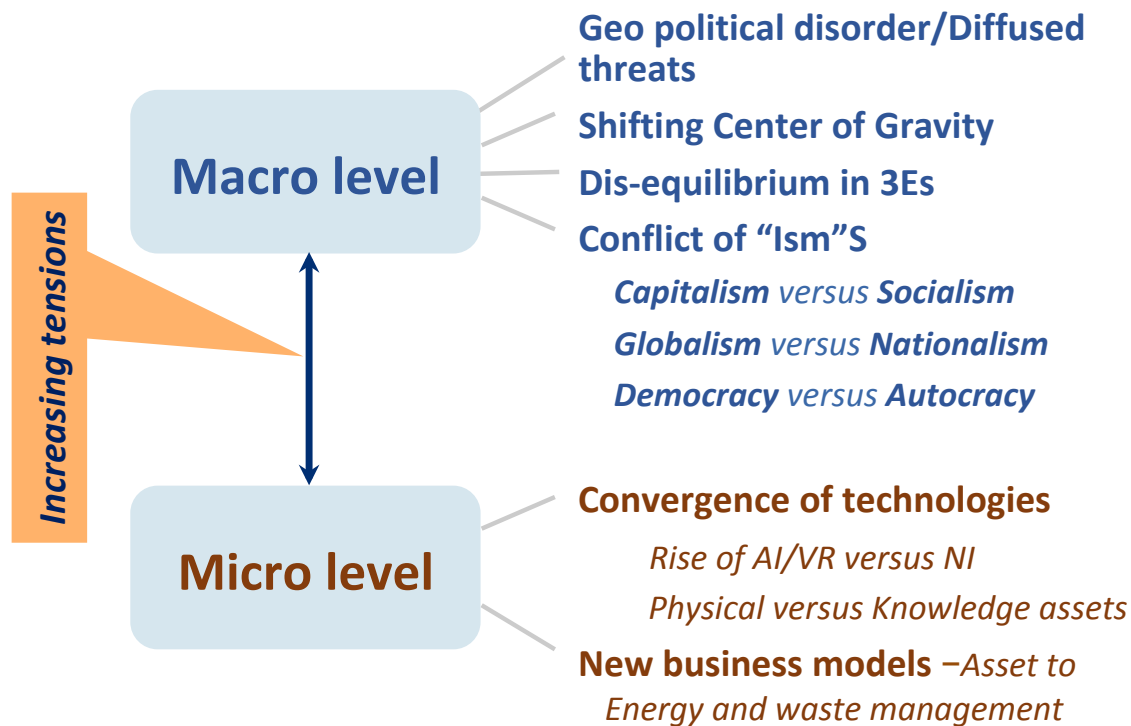 Geo political disorder/Diffused
threats
Shifting Center of Gravity
Macro level
Dis-equilibrium in 3Es
Conflict of “Ism”S
Capitalism versus Socialism
Globalism versus Nationalism
Democracy versus Autocracy
Increasing tensions
Convergence of technologies
Rise of AI/VR versus NI
Micro level
Physical versus Knowledge assets
New business models –Asset to
Energy and waste management